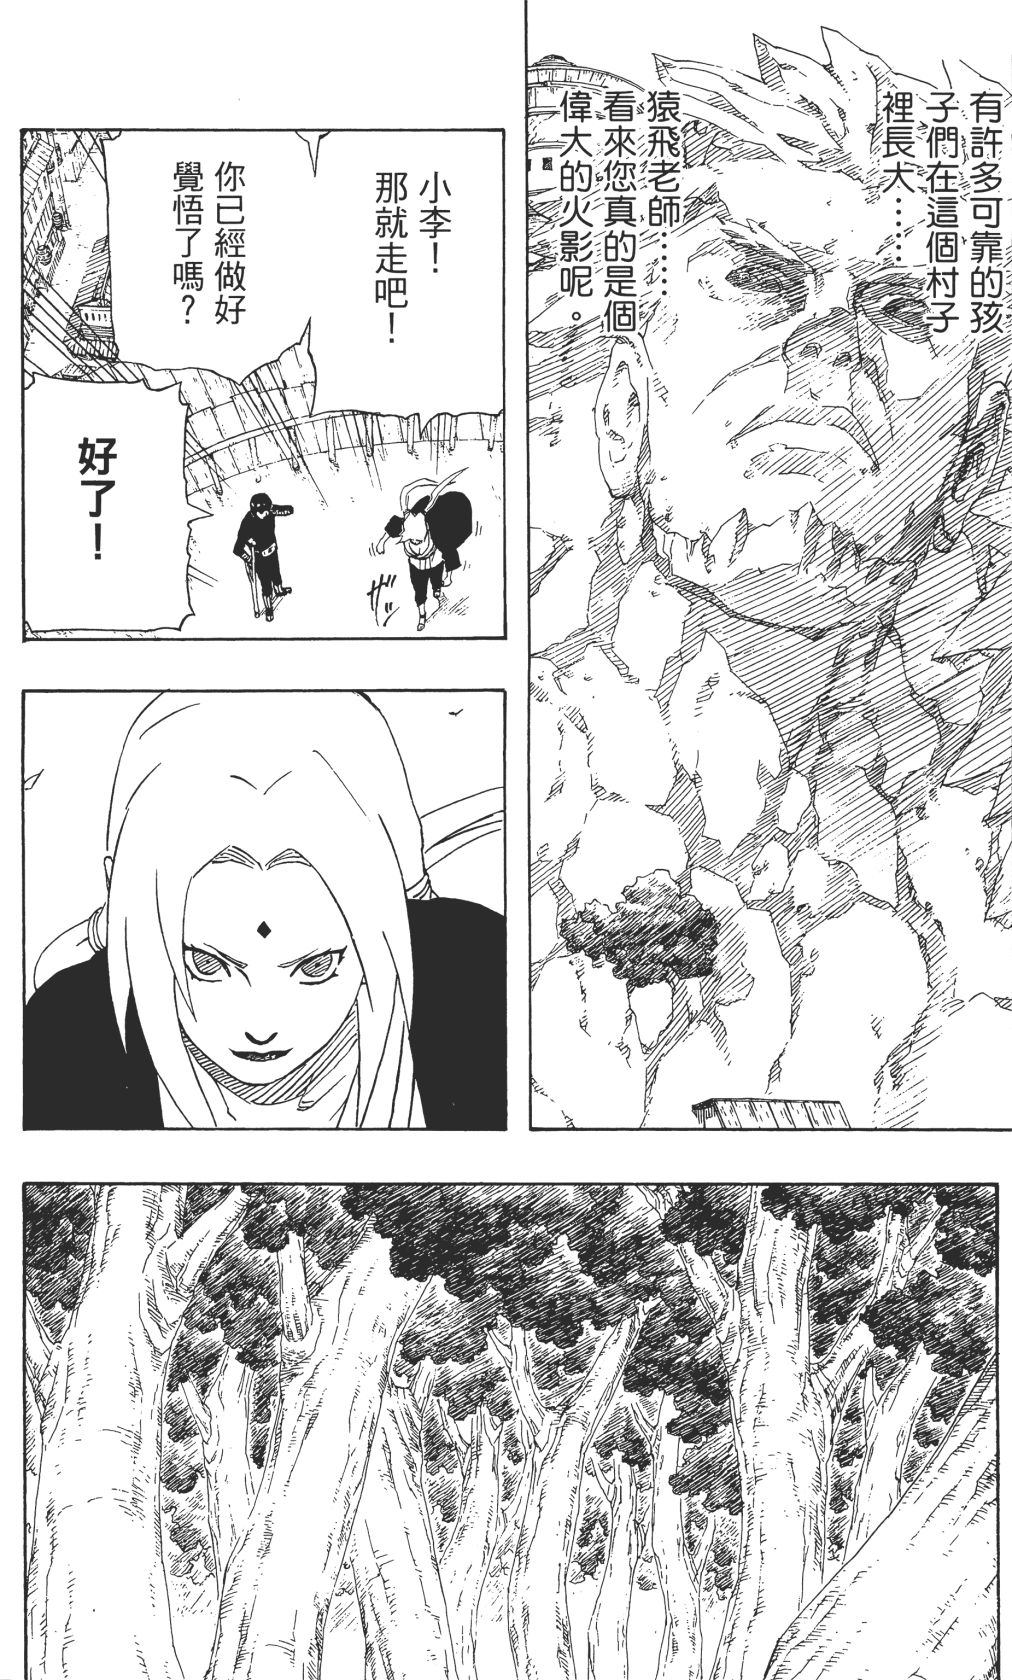 有許多可靠的孩
子們在這個村子
裡長大……
猿飛老師……
看來您真的是個
偉大的火影呢。
小李！
那就走吧！
你已經做好
覺悟了嗎？
好了！
ザッ